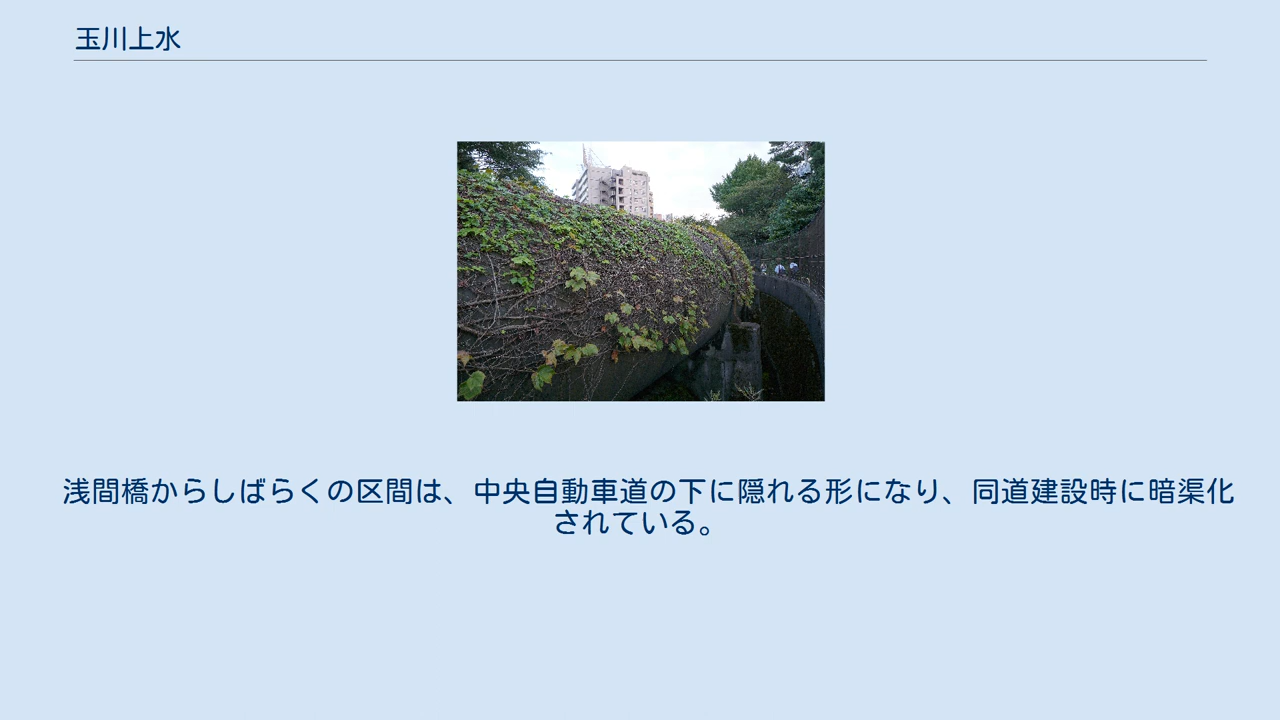 玉川上水
浅間橋からしばらくの区間は、中央自動車道の下に隠れる形になり、同道建設時に暗渠化
されている。